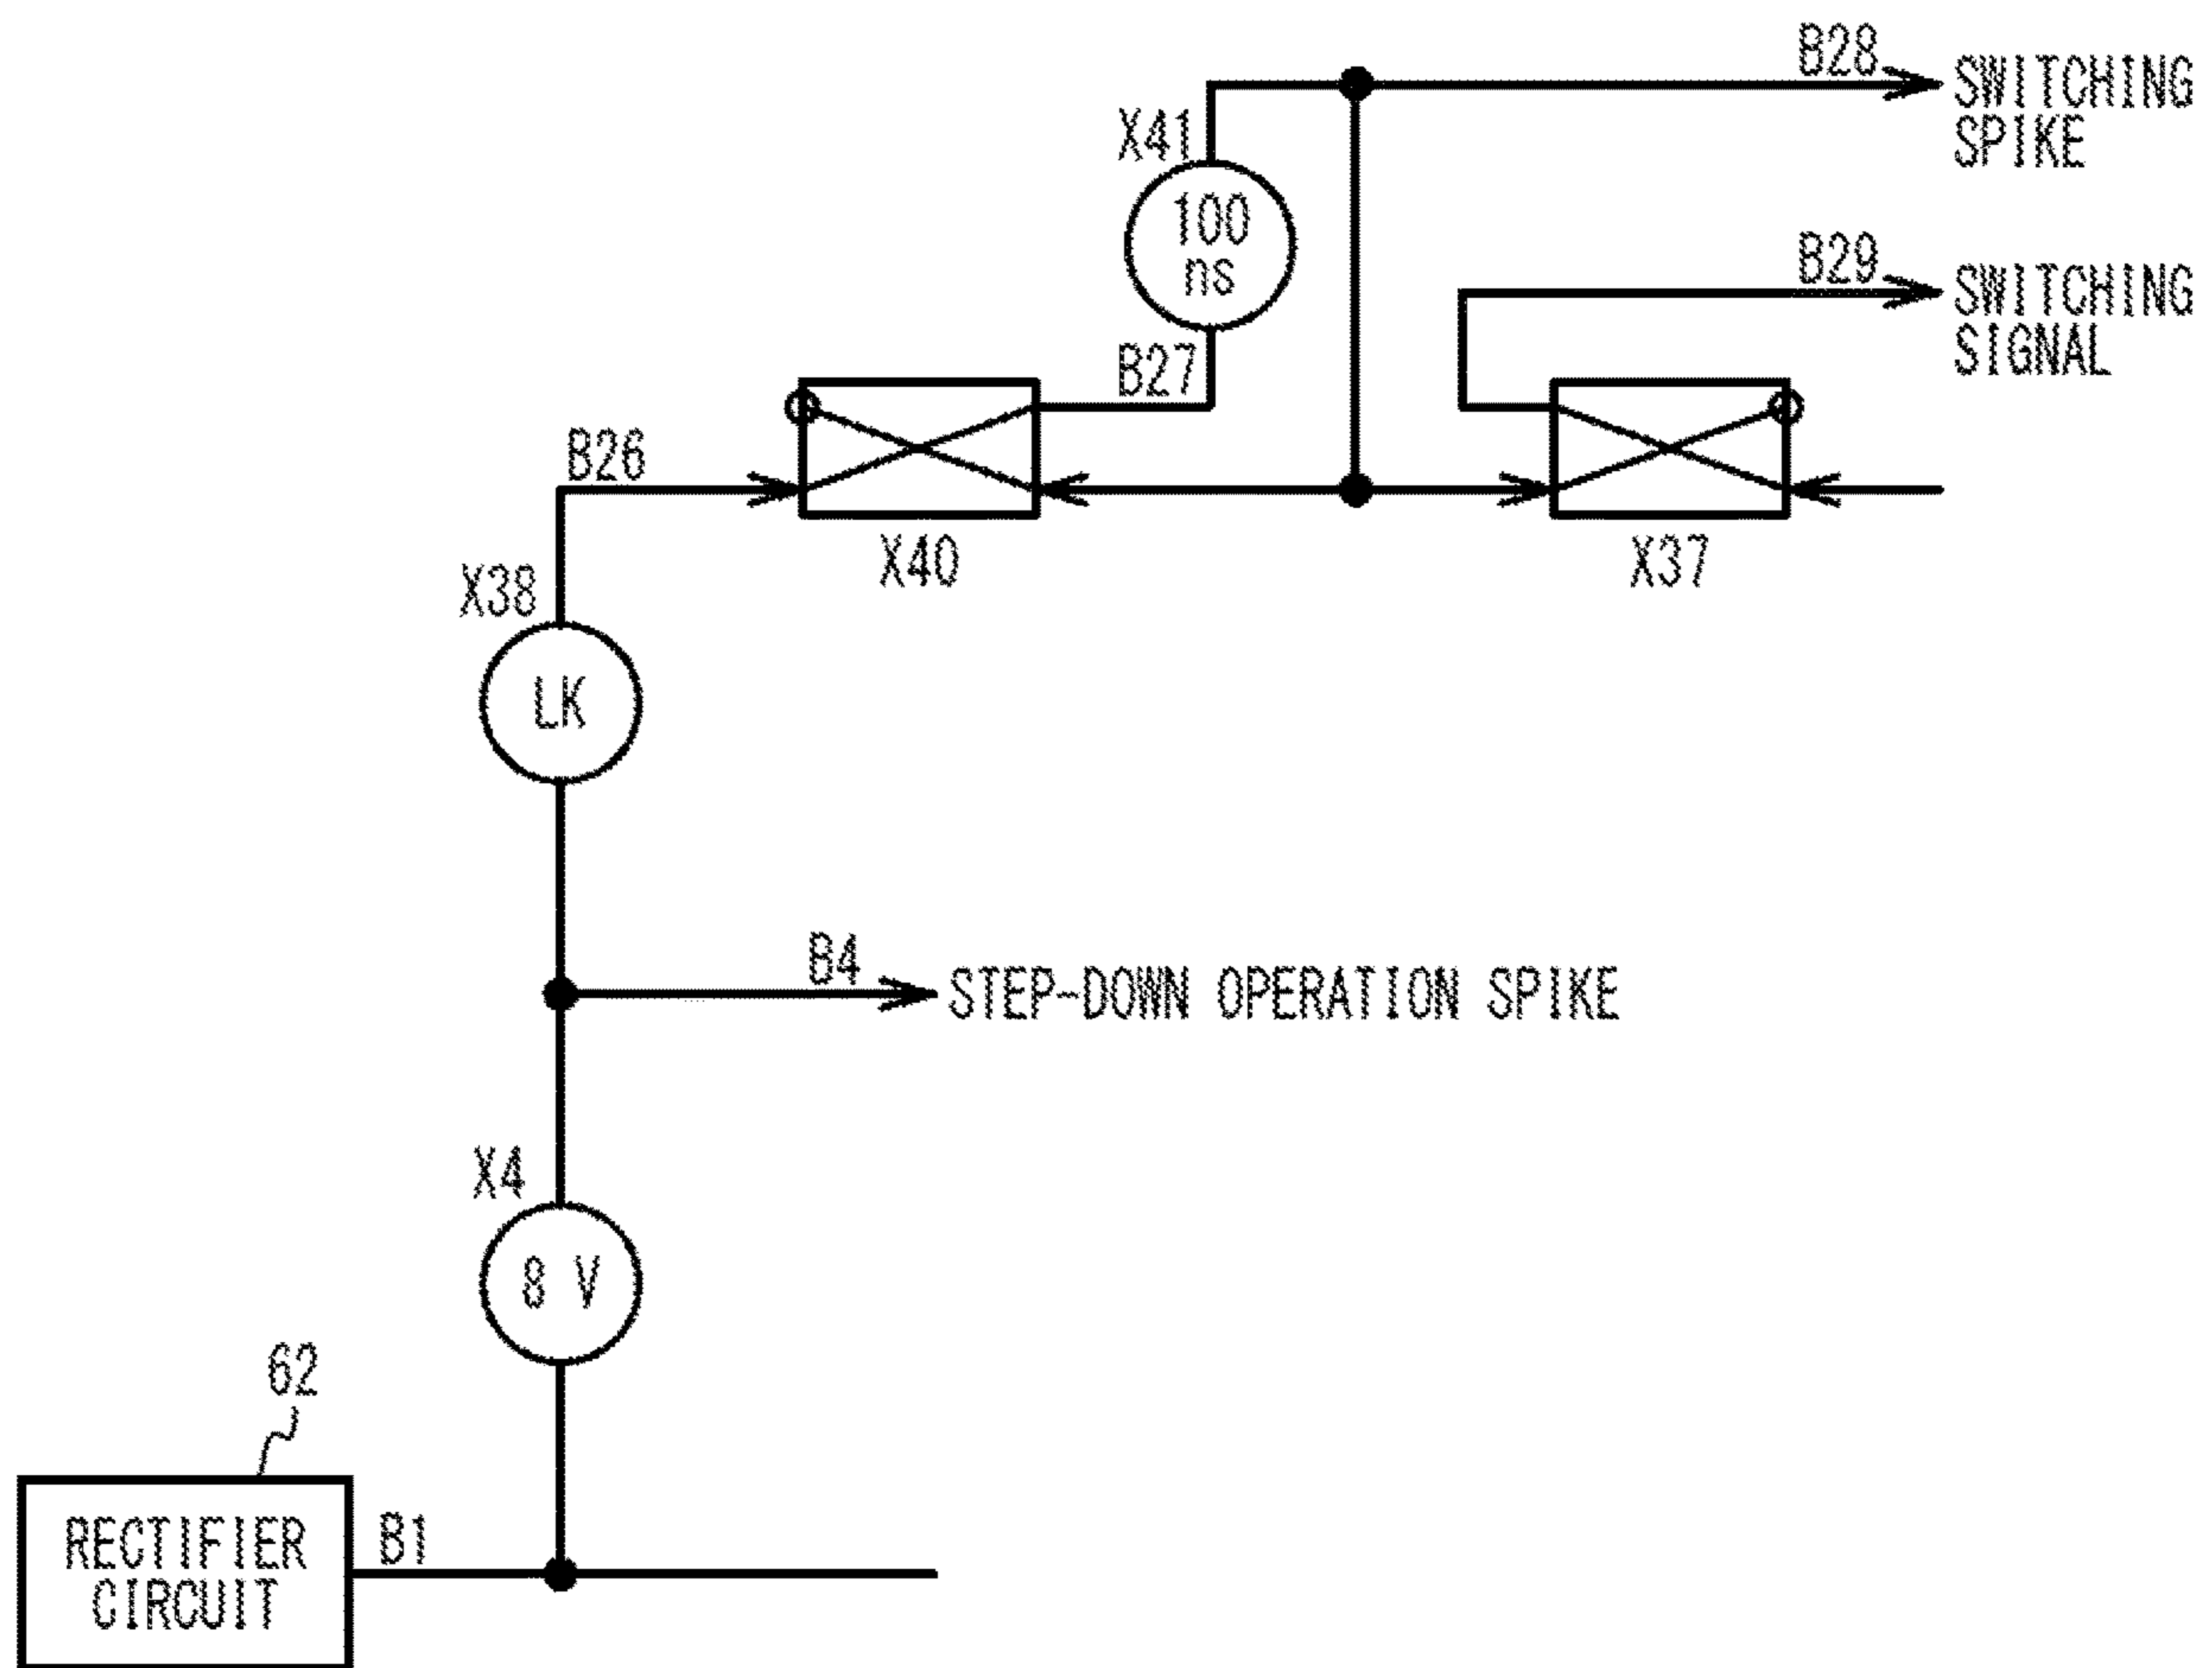 B28
SWITCHING
SPIKE
X41
100
ns
B29
SWITCHING
SIGNAL
B27
B26
X40
X37
X38
LK
B4
STEP-DOWN OPERATION SPIKE
X4
8 V
62
RECTIFIER
CIRCUIT
B1